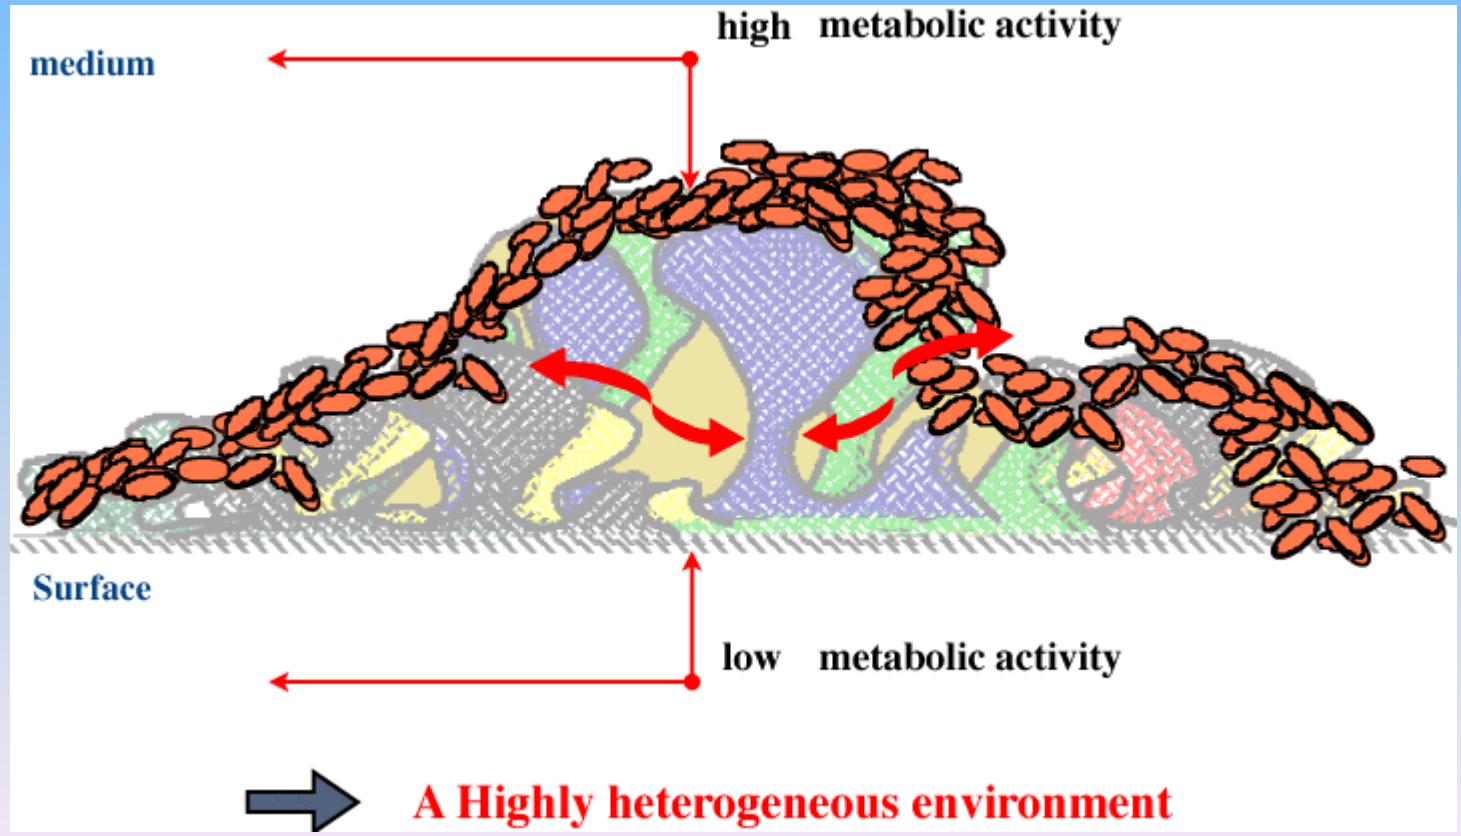 high metabolic activity
medium
Surface
low metabolic activity
A Highly heterogeneous environment